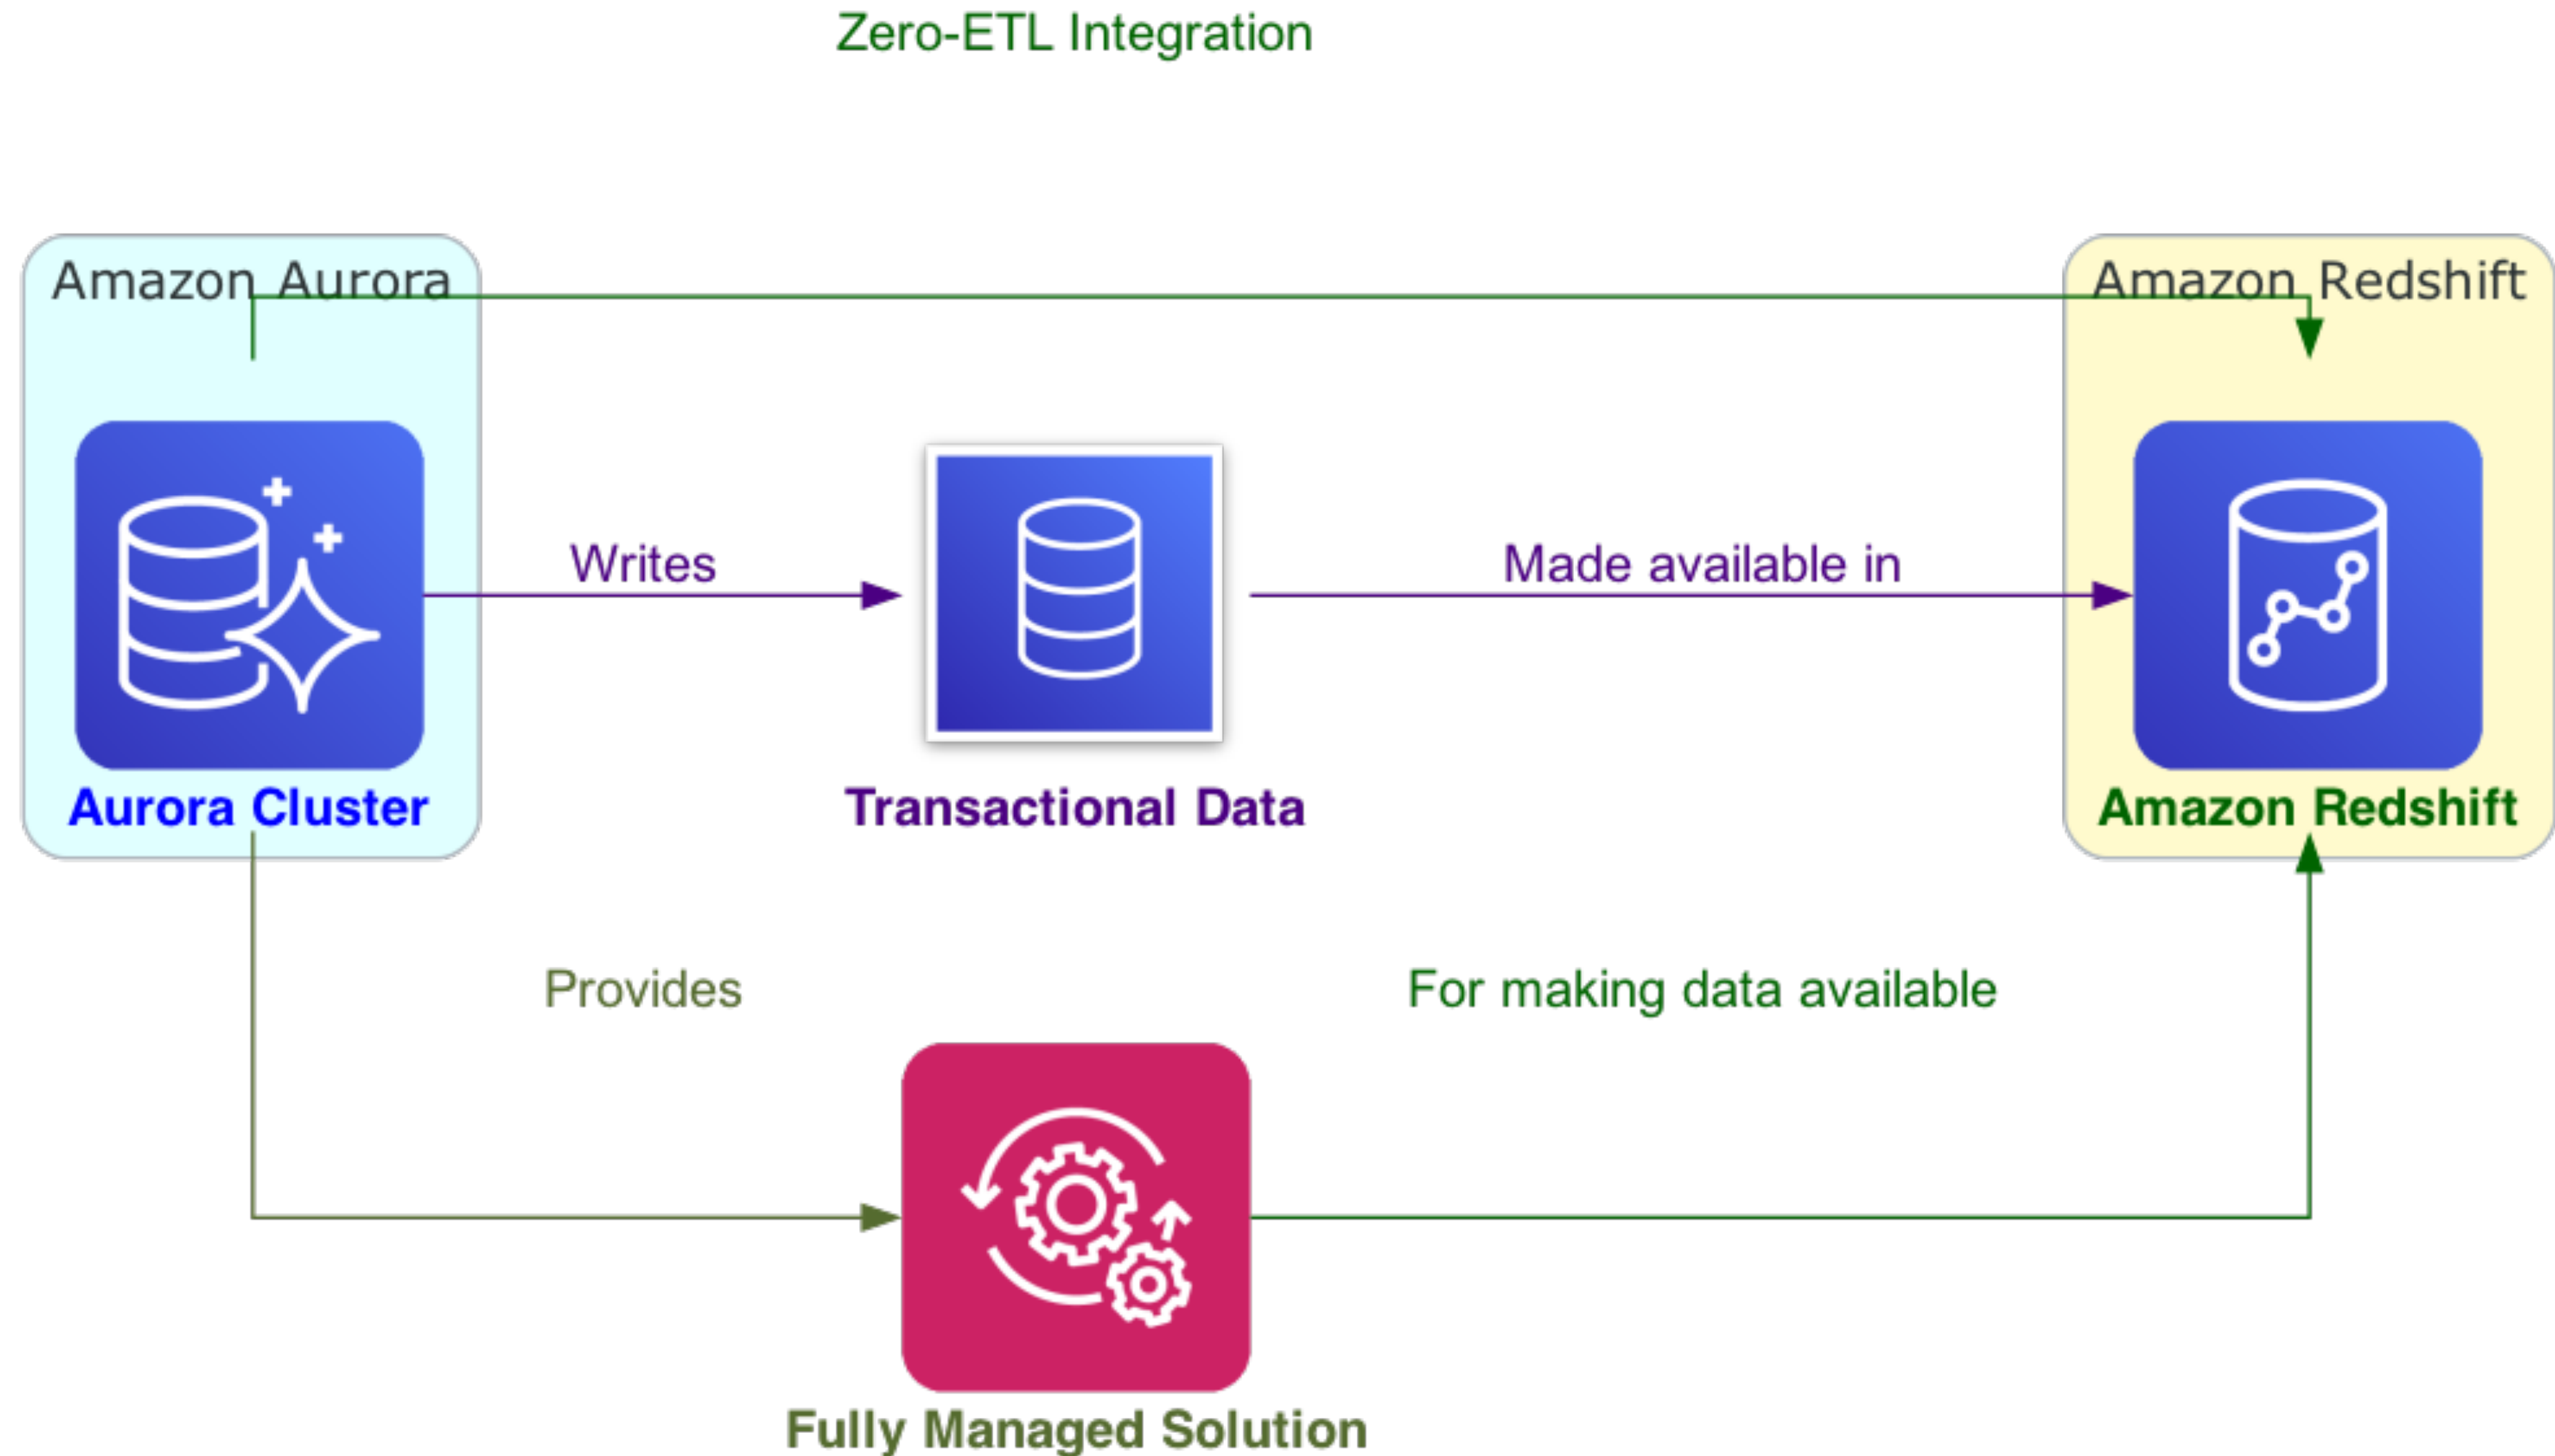 Zero-ETL Integration
Amazon Aurora
Amazon Redshift
Writes
Made available in
Aurora Cluster
Transactional Data
Amazon Redshift
Provides
For making data available
Fully Managed Solution